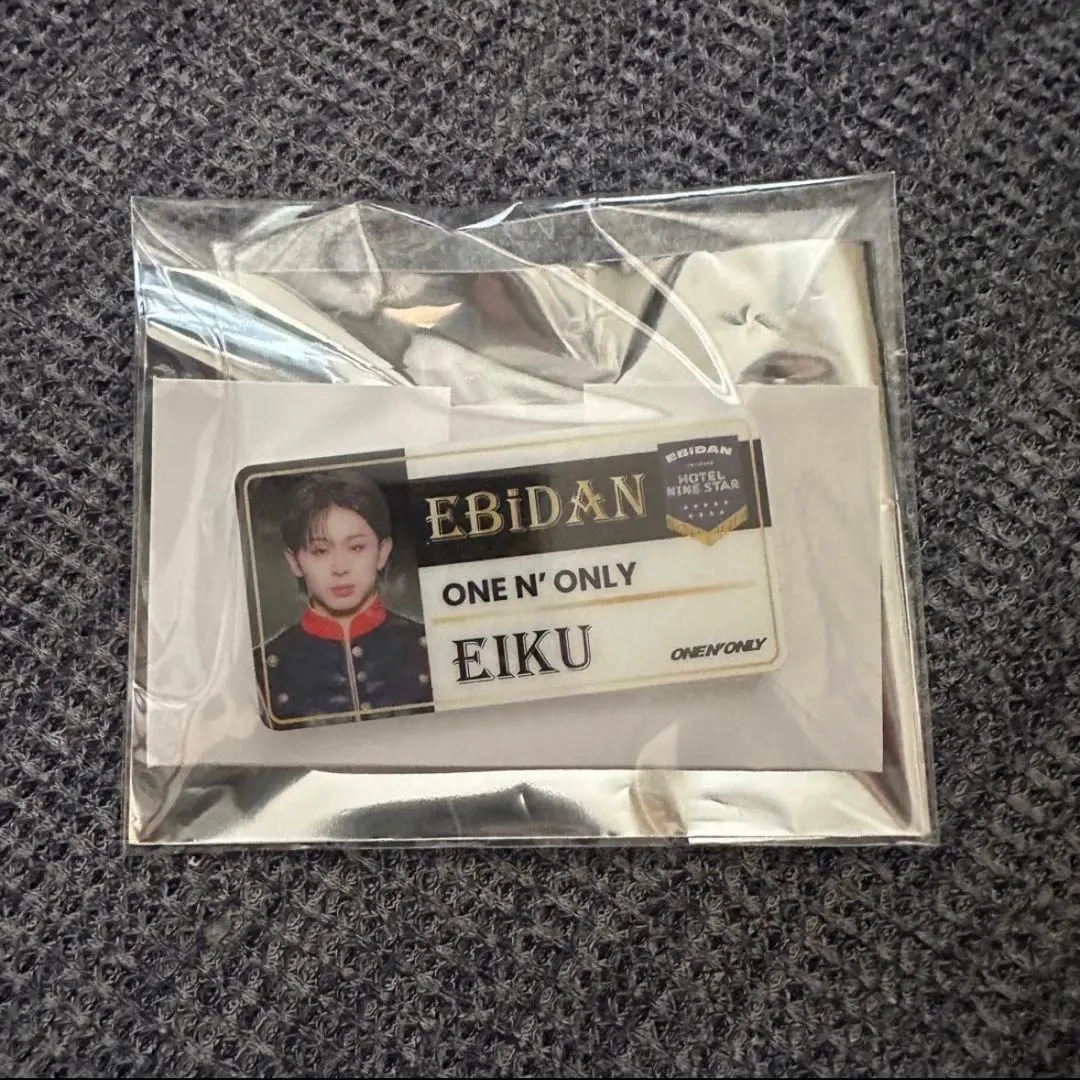 EBiDAN
EBiDAN
HOTEL
NINE STAR
ONE N' ONLY
EIKU
ONE N' ONLY